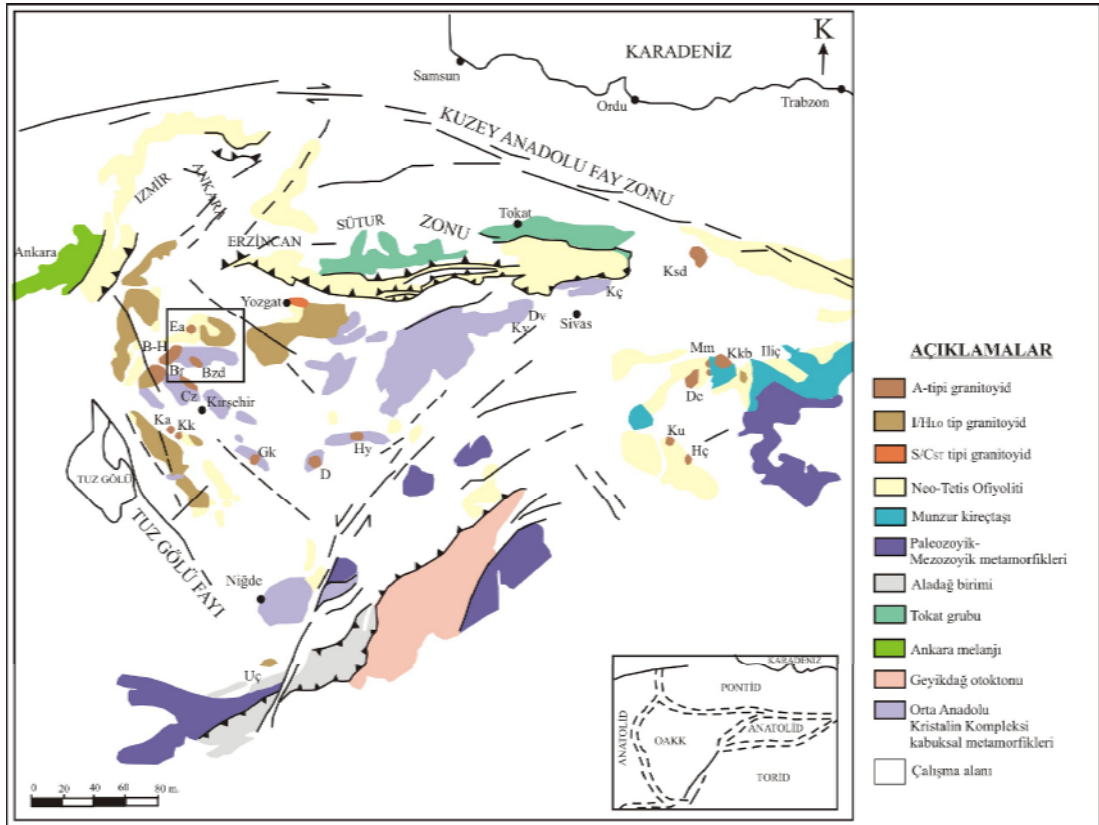 K
KARADENİZ
Samsun
Ordu
Trabzon
KUZEY ANADOLU FAY ZONU
IZMİR
ANKARA
ERZİNCAN
SÜTUR
ZONU
Tokat
Ankara
Ksd
Yozgat
Kç
Dv
Ky
Sivas
Ea
B-H
Br
Bzd
Mm
Kkb
Iliç
Dc
Cz
Kırşehir
Ka
Kk
Gk
D
Hy
Ku
Hç
TUZ GÖLÜ
TUZ GÖLÜ FAYI
Niğde
Uç
0 20 40 60 80 m.
KARADENİZ
PONTİD
ANATOLİD
OAKK
ANATOLİD
TORİD
AÇIKLAMALAR
A-tipi granitoyid
I/HLO tip granitoyid
S/CST tipi granitoyid
Neo-Tetis Ofiyoliti
Munzur kireçtaşı
Paleozoyik-
Mezozoyik metamorfikleri
Aladağ birimi
Tokat grubu
Ankara melanjı
Geyikdağ otoktonu
Orta Anadolu
Kristalin Kompleksi
kabuksal metamorfikleri
Çalışma alanı